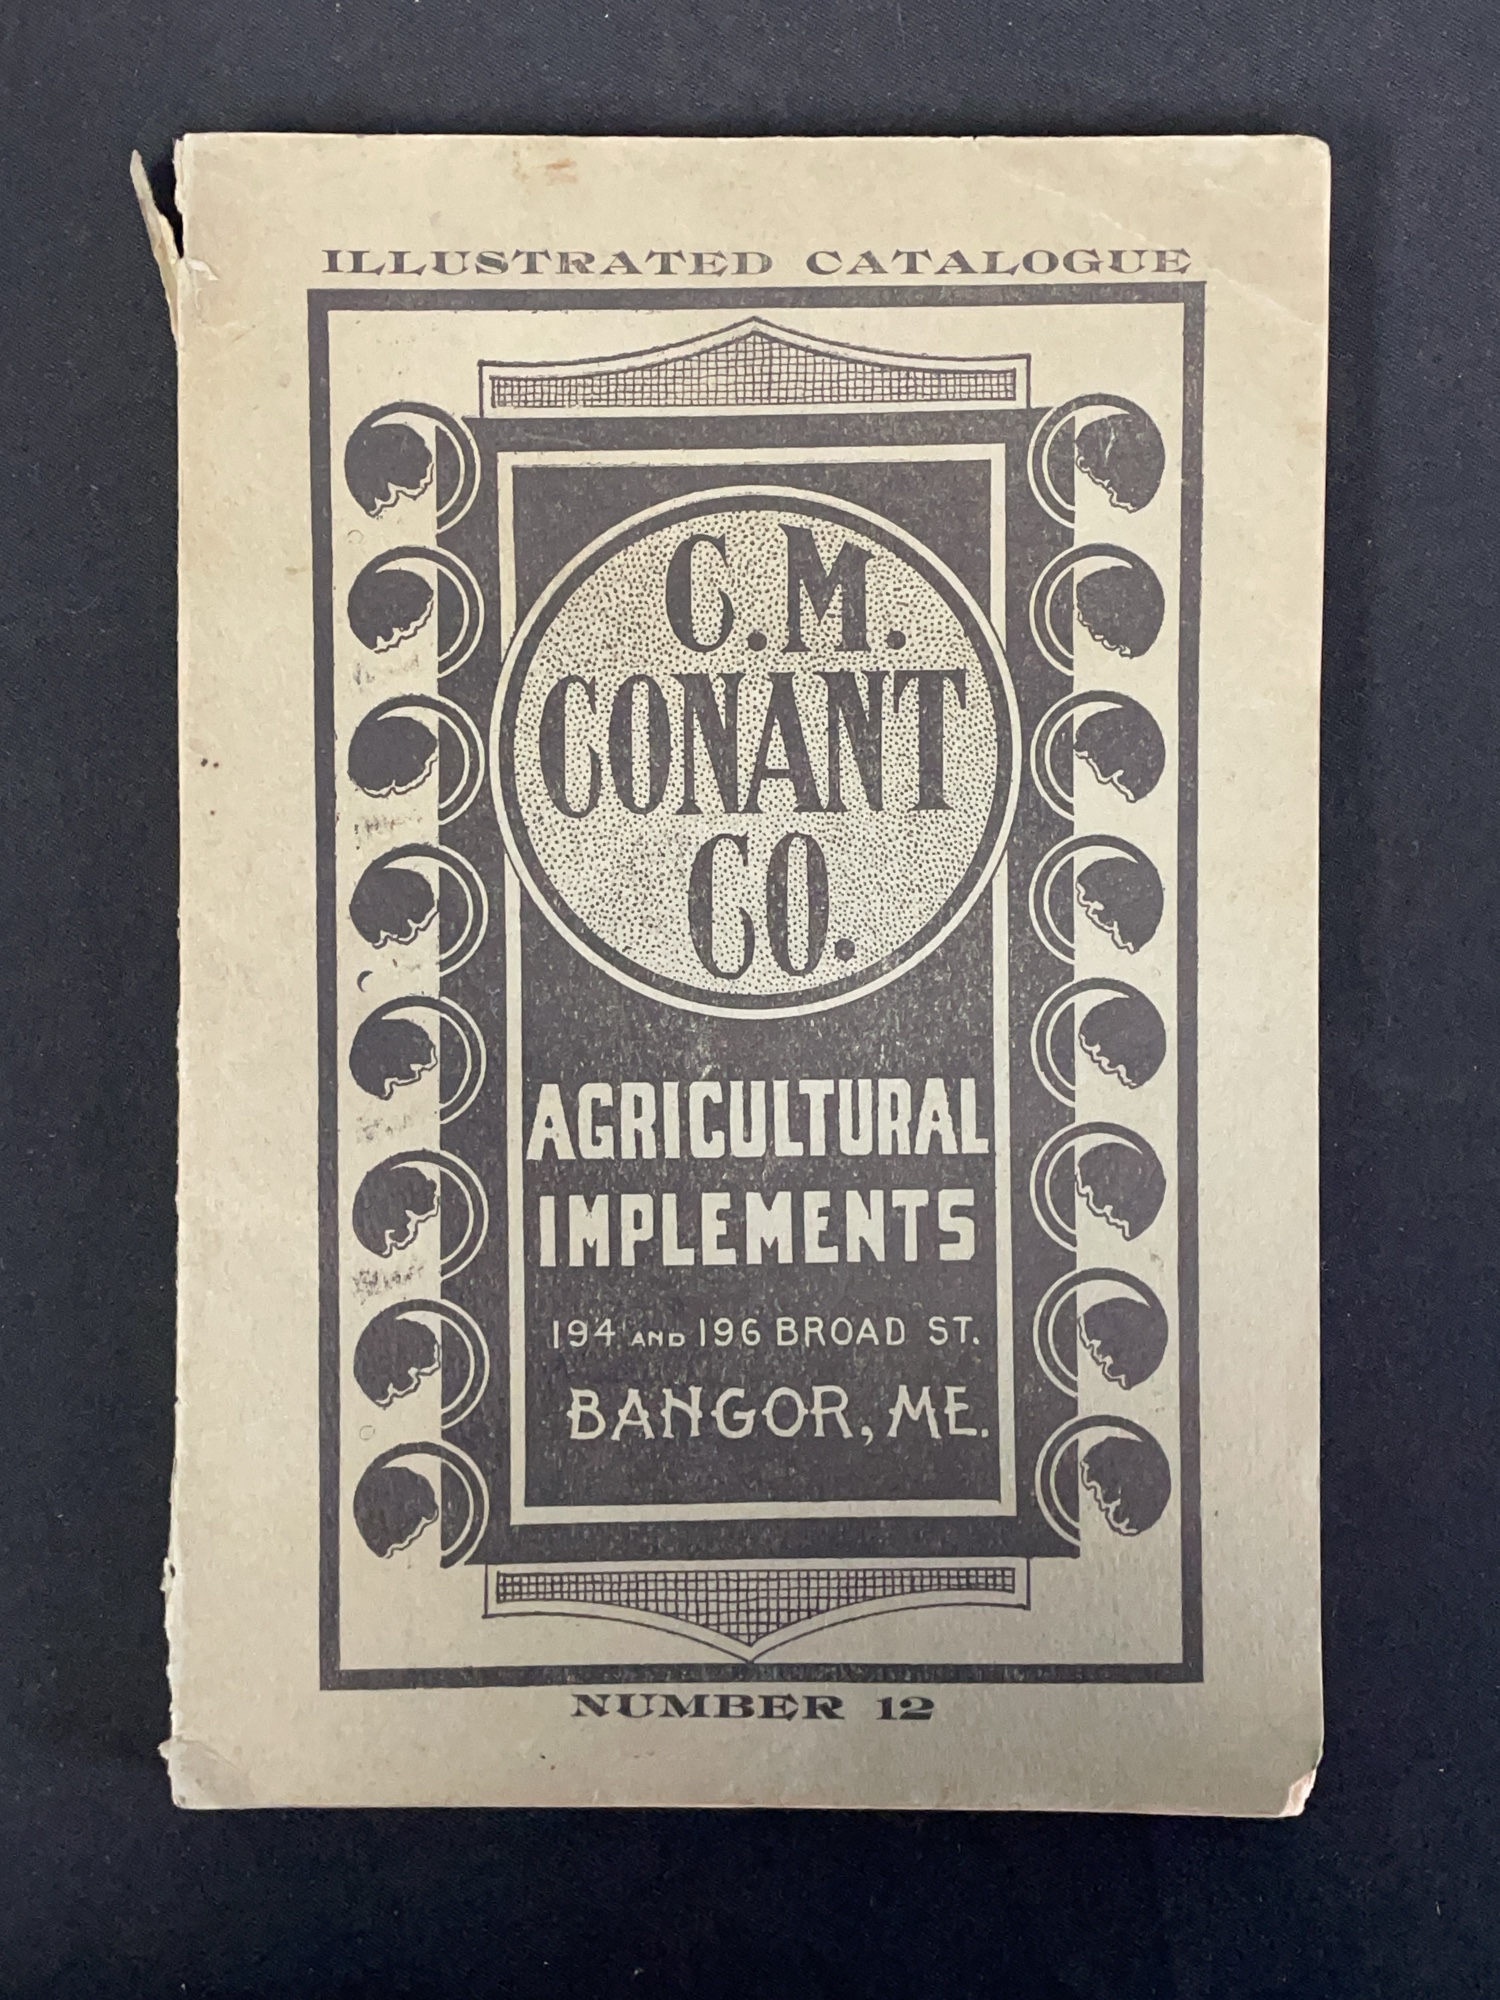 ILLUSTRATED CATALOGUE
C. M.
CONANT
CO.
AGRICULTURAL
IMPLEMENTS
194 AND 196 BROAD ST.
BANGOR, ME.
NUMBER 12